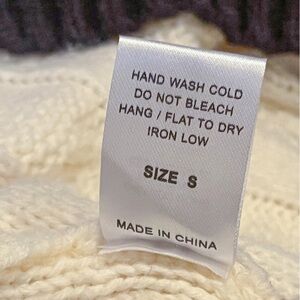 HAND WASH COLD
DO NOT BLEACH
HANG / FLAT TO DRY
IRON LOW
SIZE S
MADE IN CHINA